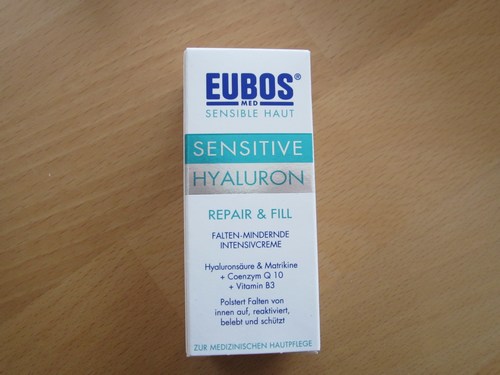 EUBOS®
MED
SENSIBLE HAUT
SENSITIVE
HYALURON
REPAIR & FILL
FALTEN-MINDERNDE
INTENSIVCREME
Hyaluronsäure & Matrikine
+ Coenzym Q 10
+ Vitamin B3
Polstert Falten von
innen auf, reaktiviert,
belebt und schützt
ZUR MEDIZINISCHEN HAUTPFLEGE